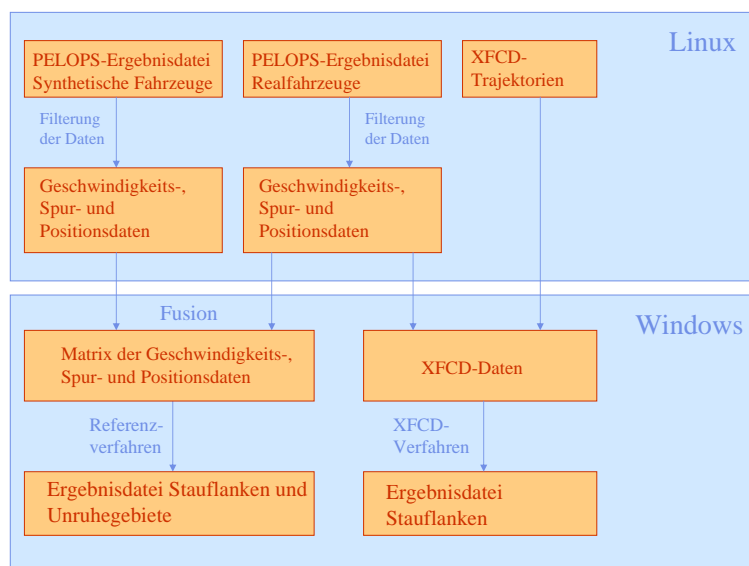 Linux
PELOPS-Ergebnisdatei
Synthetische Fahrzeuge
PELOPS-Ergebnisdatei
Realfahrzeuge
XFCD-
Trajektorien
Filterung
der Daten
Filterung
der Daten
Geschwindigkeits-,
Spur- und
Positionsdaten
Geschwindigkeits-,
Spur- und
Positionsdaten
Fusion
Windows
Matrix der Geschwindigkeits-,
Spur- und Positionsdaten
XFCD-Daten
Referenz-
verfahren
XFCD-
Verfahren
Ergebnisdatei Stauflanken und
Unruhegebiete
Ergebnisdatei
Stauflanken